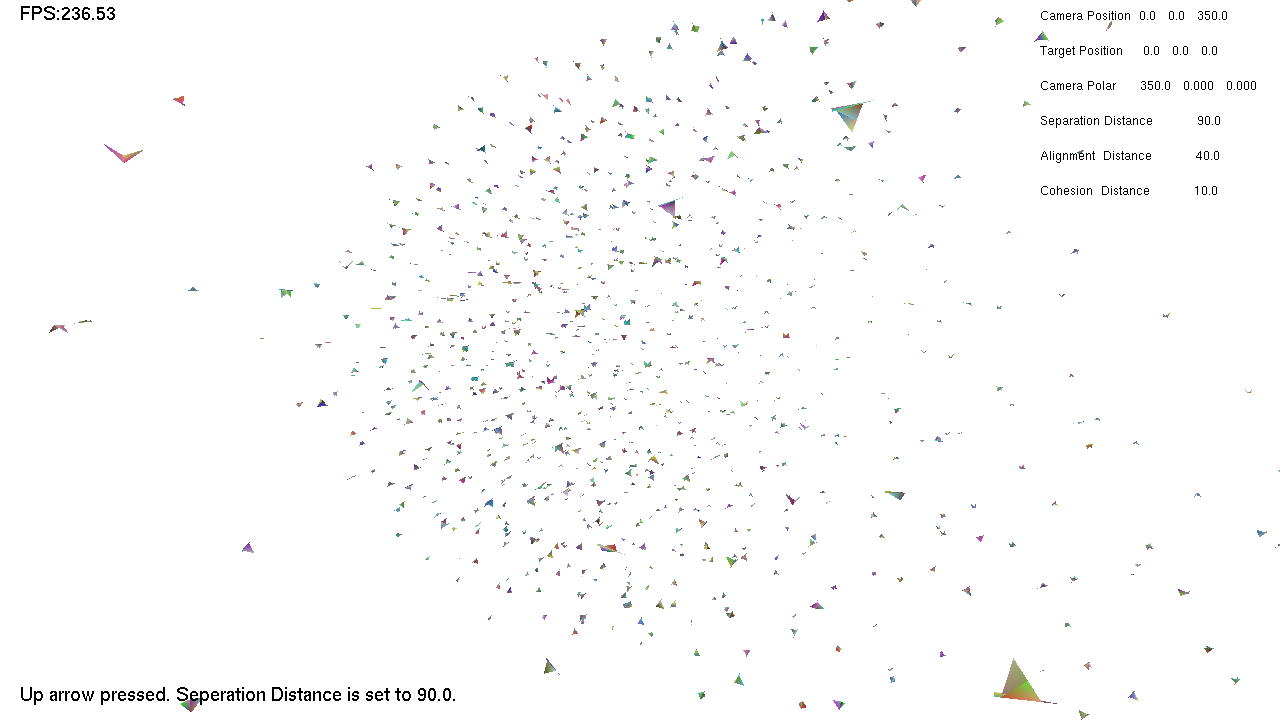 FPS:236.53
Camera Position 0.0 0.0 350.0
Target Position 0.0 0.0 0.0
Camera Polar 350.0 0.000 0.000
Separation Distance 90.0
Alignment Distance 40.0
Cohesion Distance 10.0
Up arrow pressed. Seperation Distance is set to 90.0.